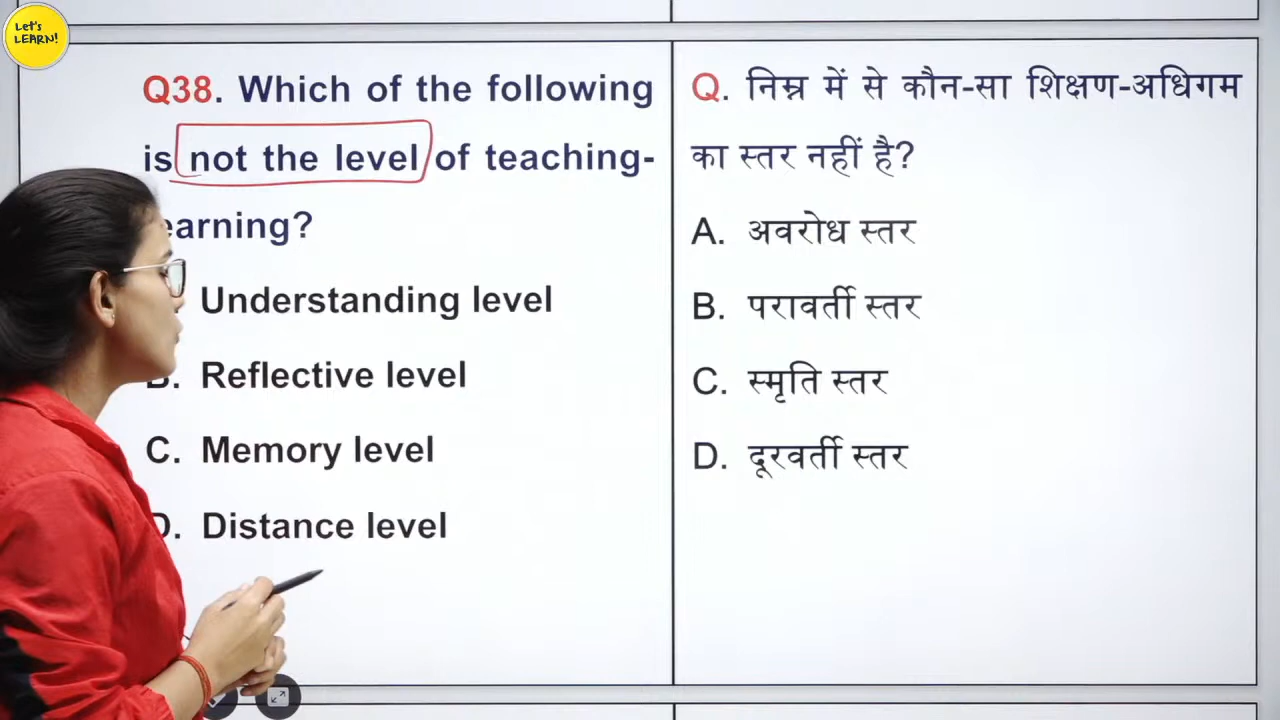 Let's
LEARN!
Q38. Which of the following
is not the level of teaching-
earning?
Understanding level
B. Reflective level
C. Memory level
D. Distance level
Q. निम्न में से कौन-सा शिक्षण-अधिगम
का स्तर नहीं है?
A. अवरोध स्तर
B. परावर्ती स्तर
C. स्मृति स्तर
D. दूरवर्ती स्तर